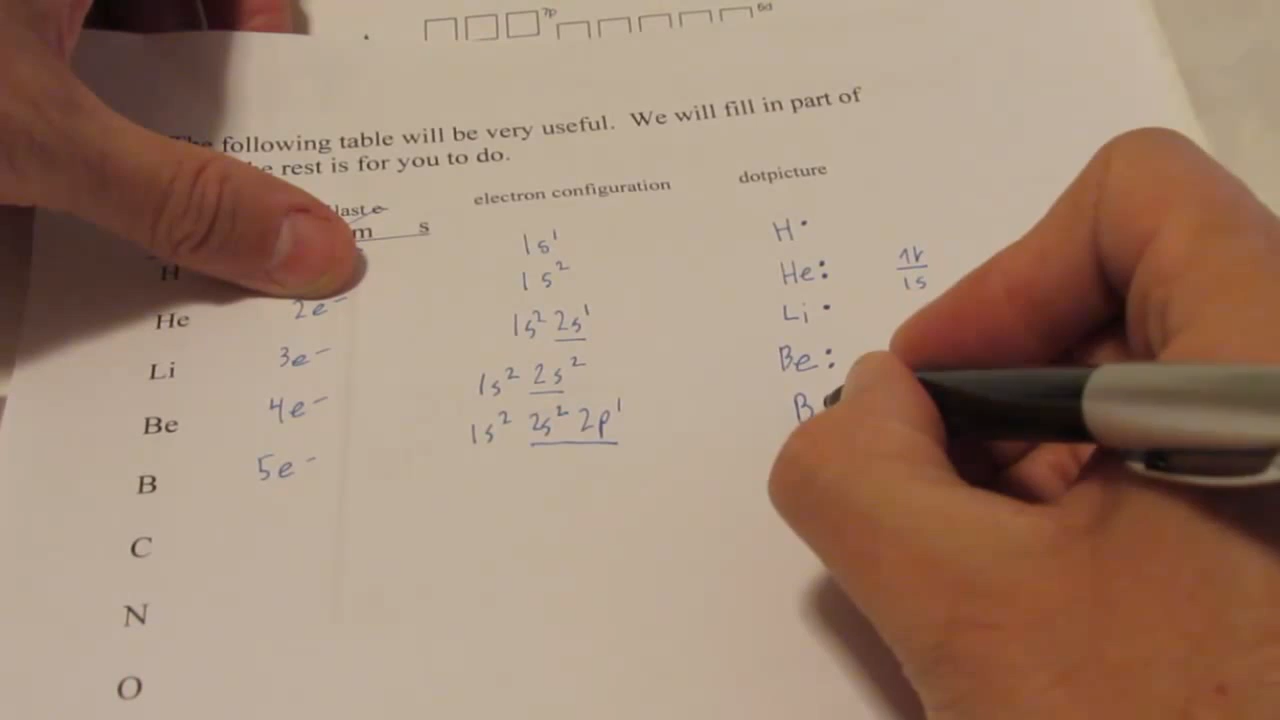 7p 6d
following table will be very useful. We will fill in part of
rest is for you to do.
last e- electron configuration dotpicture
m s
H 1s¹ H·
He 2e⁻ 1s² He: 1s
Li 3e⁻ 1s² 2s¹ Li ·
Be 4e⁻ 1s² 2s² Be:
B 5e⁻ 1s² 2s² 2p¹ B
C
N
O